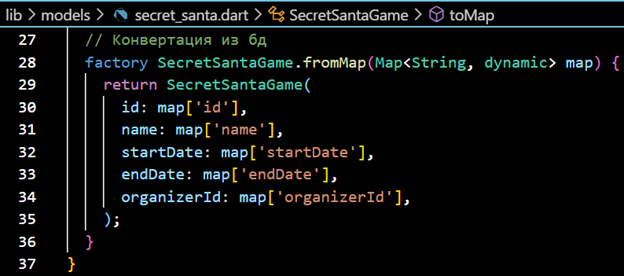 lib > models > secret_santa.dart > SecretSantaGame > toMap
27 // Конвертация из бд
28 factory SecretSantaGame.fromMap(Map<String, dynamic> map) {
29 return SecretSantaGame(
30 id: map['id'],
31 name: map['name'],
32 startDate: map['startDate'],
33 endDate: map['endDate'],
34 organizerId: map['organizerId'],
35 );
36 }
37 }